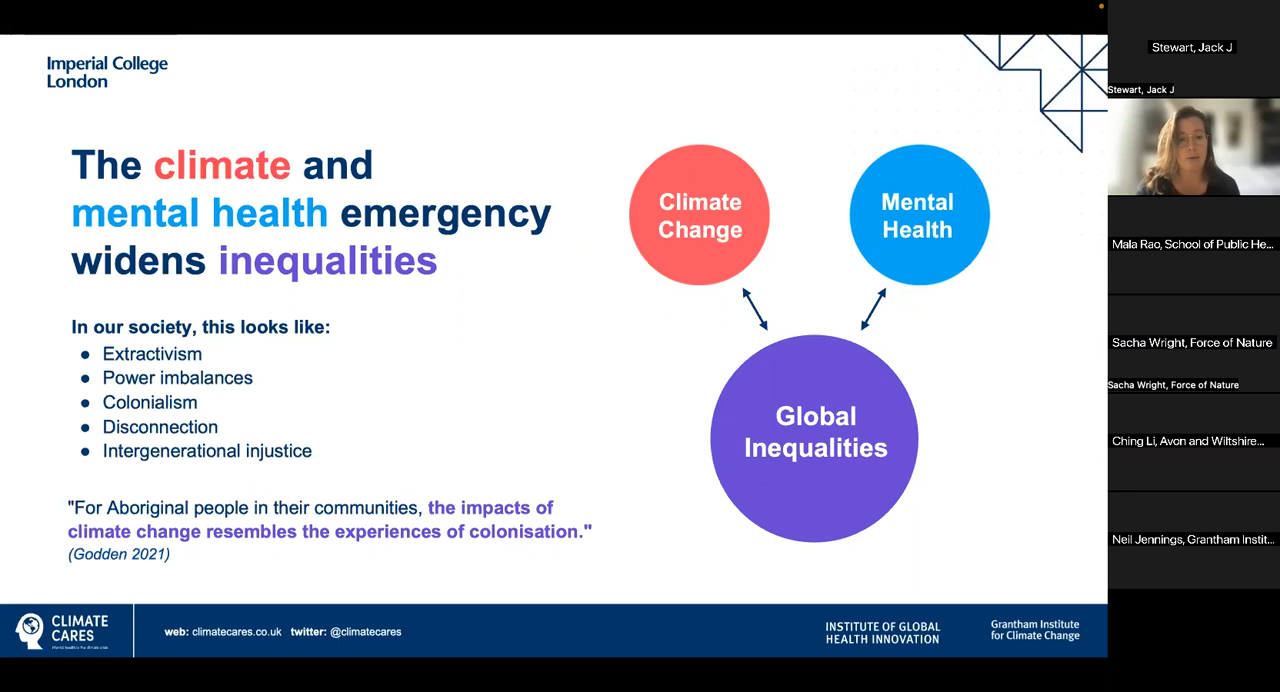 Imperial College
London
The climate and
mental health emergency
widens inequalities
In our society, this looks like:
● Extractivism
● Power imbalances
● Colonialism
● Disconnection
● Intergenerational injustice
"For Aboriginal people in their communities, the impacts of
climate change resembles the experiences of colonisation."
(Godden 2021)
Climate
Change
Mental
Health
Global
Inequalities
CLIMATE
CARES
Mental health in the climate crisis
web: climatecares.co.uk twitter: @climatecares
INSTITUTE OF GLOBAL
HEALTH INNOVATION
Grantham Institute
for Climate Change
Stewart, Jack J
Stewart, Jack J
Mala Rao, School of Public He...
Sacha Wright, Force of Nature
Sacha Wright, Force of Nature
Ching Li, Avon and Wiltshire...
Neil Jennings, Grantham Instit...